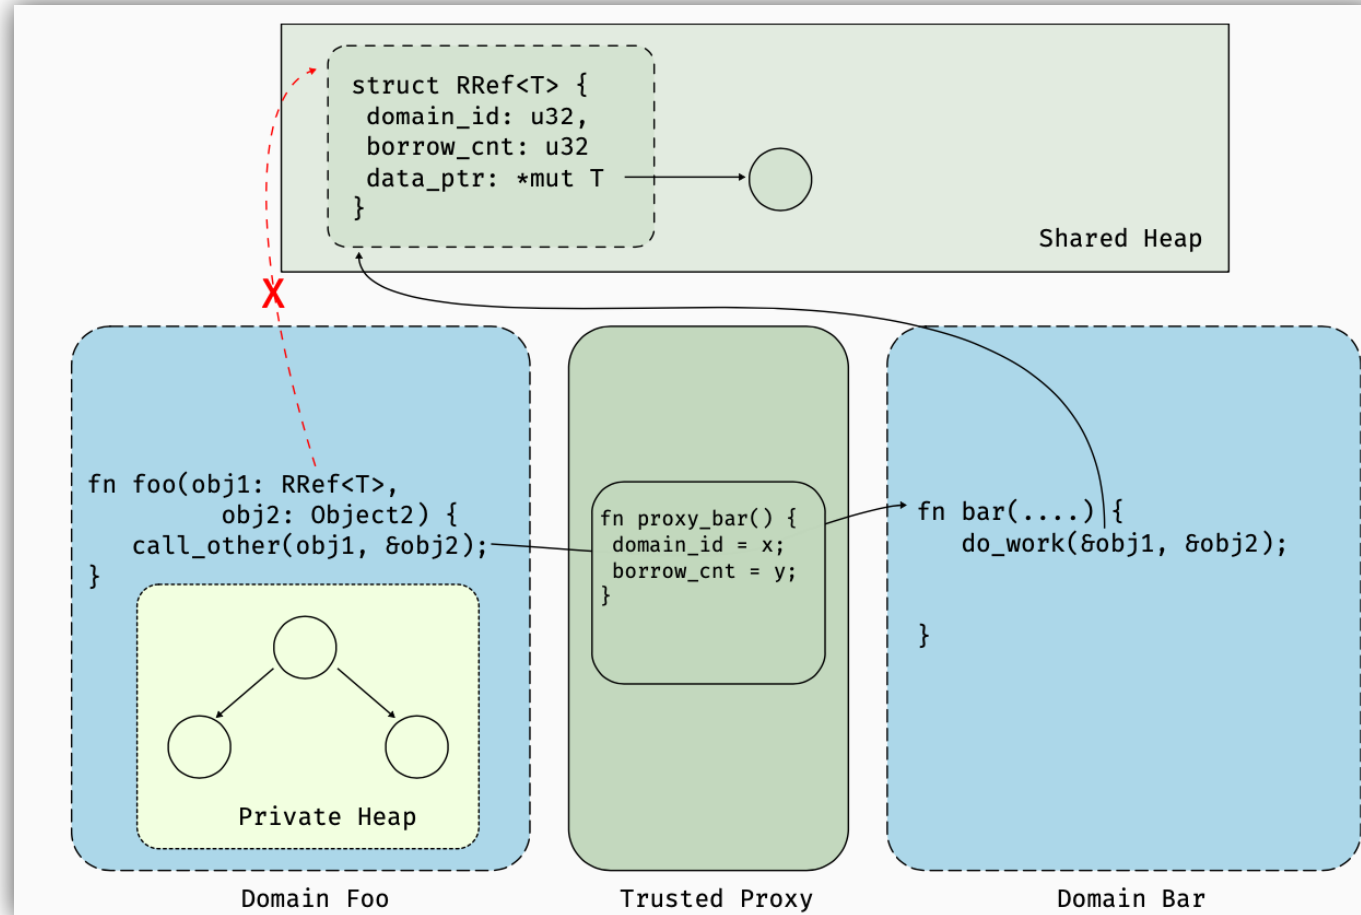 struct RRef<T> {
domain_id: u32,
borrow_cnt: u32
data_ptr: *mut T
}
Shared Heap
X
fn foo(obj1: RRef<T>,
obj2: Object2) {
call_other(obj1, &obj2);
}
Private Heap
Domain Foo
fn proxy_bar() {
domain_id = x;
borrow_cnt = y;
}
Trusted Proxy
fn bar(....) {
do_work(&obj1, &obj2);
}
Domain Bar